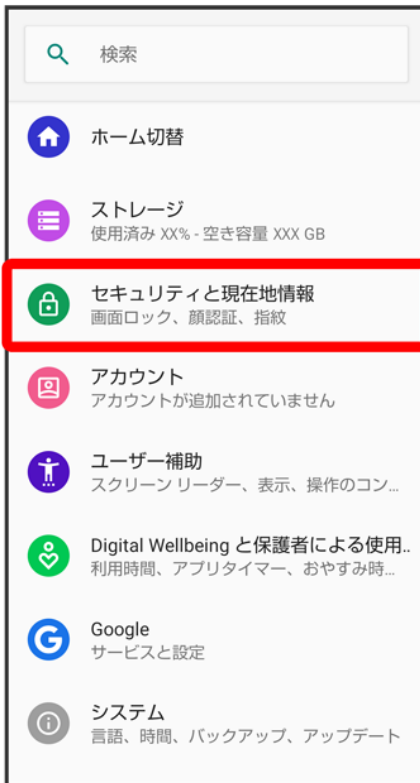 検索
ホーム切替
ストレージ
使用済み XX% - 空き容量 XXX GB
セキュリティと現在地情報
画面ロック、顔認証、指紋
アカウント
アカウントが追加されていません
ユーザー補助
スクリーン リーダー、表示、操作のコン...
Digital Wellbeing と保護者による使用..
利用時間、アプリタイマー、おやすみ時...
Google
サービスと設定
システム
言語、時間、バックアップ、アップデート